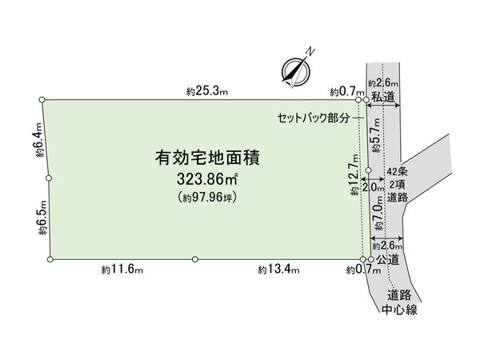 N
約25.3m
約0.7m
約2.6m
私道
セットバック部分
約6.4m
約5.7m
有効宅地面積
323.86㎡
（約97.96坪）
約12.7m
2.0m
42条
2項
道路
約6.5m
約7.0m
約2.6m
公道
約11.6m
約13.4m
約0.7m
道路
中心線